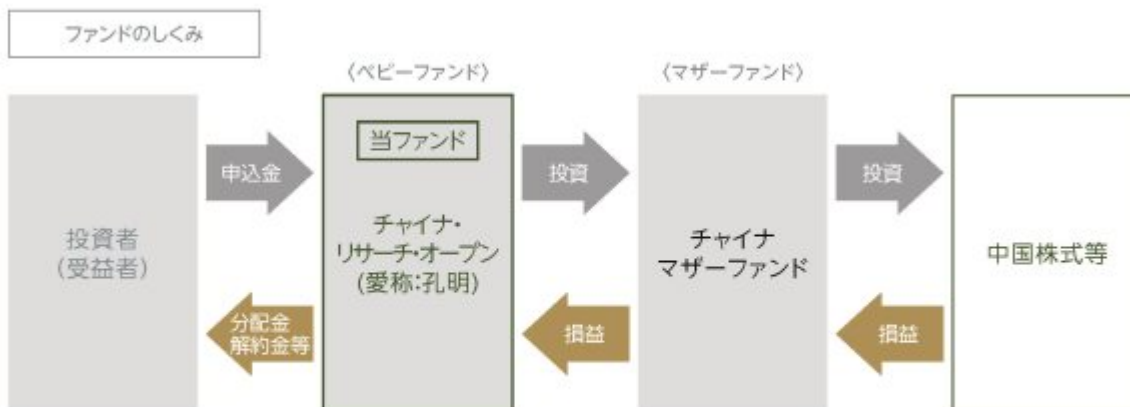 ファンドのしくみ
〈ベビーファンド〉
〈マザーファンド〉
投資者
(受益者)
申込金
分配金
解約金等
当ファンド
チャイナ・
リサーチ・オープン
(愛称:孔明)
投資
損益
チャイナ
マザーファンド
投資
損益
中国株式等